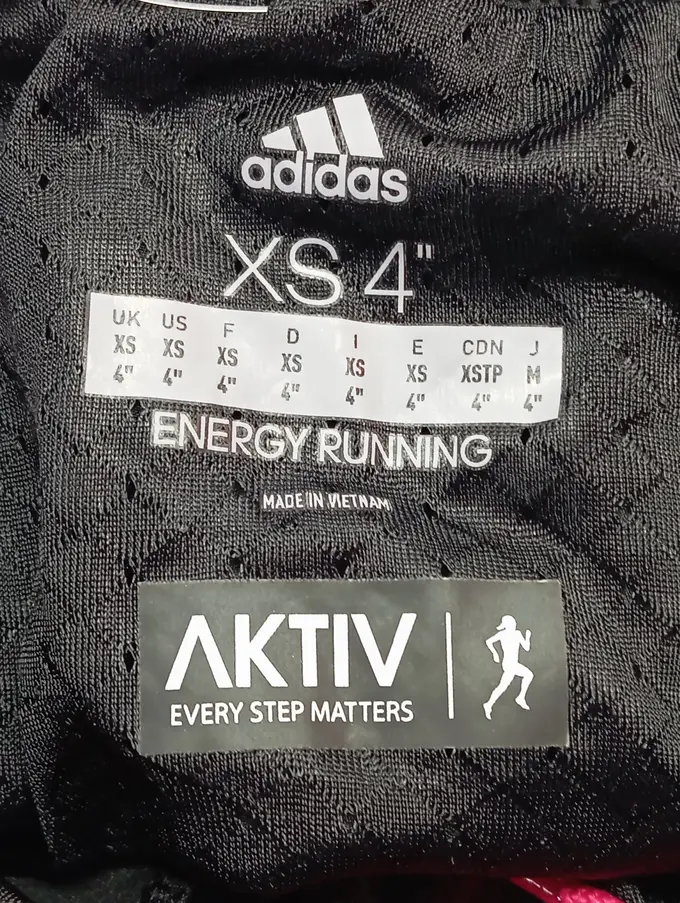 adidas
XS 4"
UK US F D I E CDN J
XS XS XS XS XS XS XSTP M
4" 4" 4" 4" 4" 4" 4" 4"
ENERGY RUNNING
MADE IN VIETNAM
AKTIV
EVERY STEP MATTERS